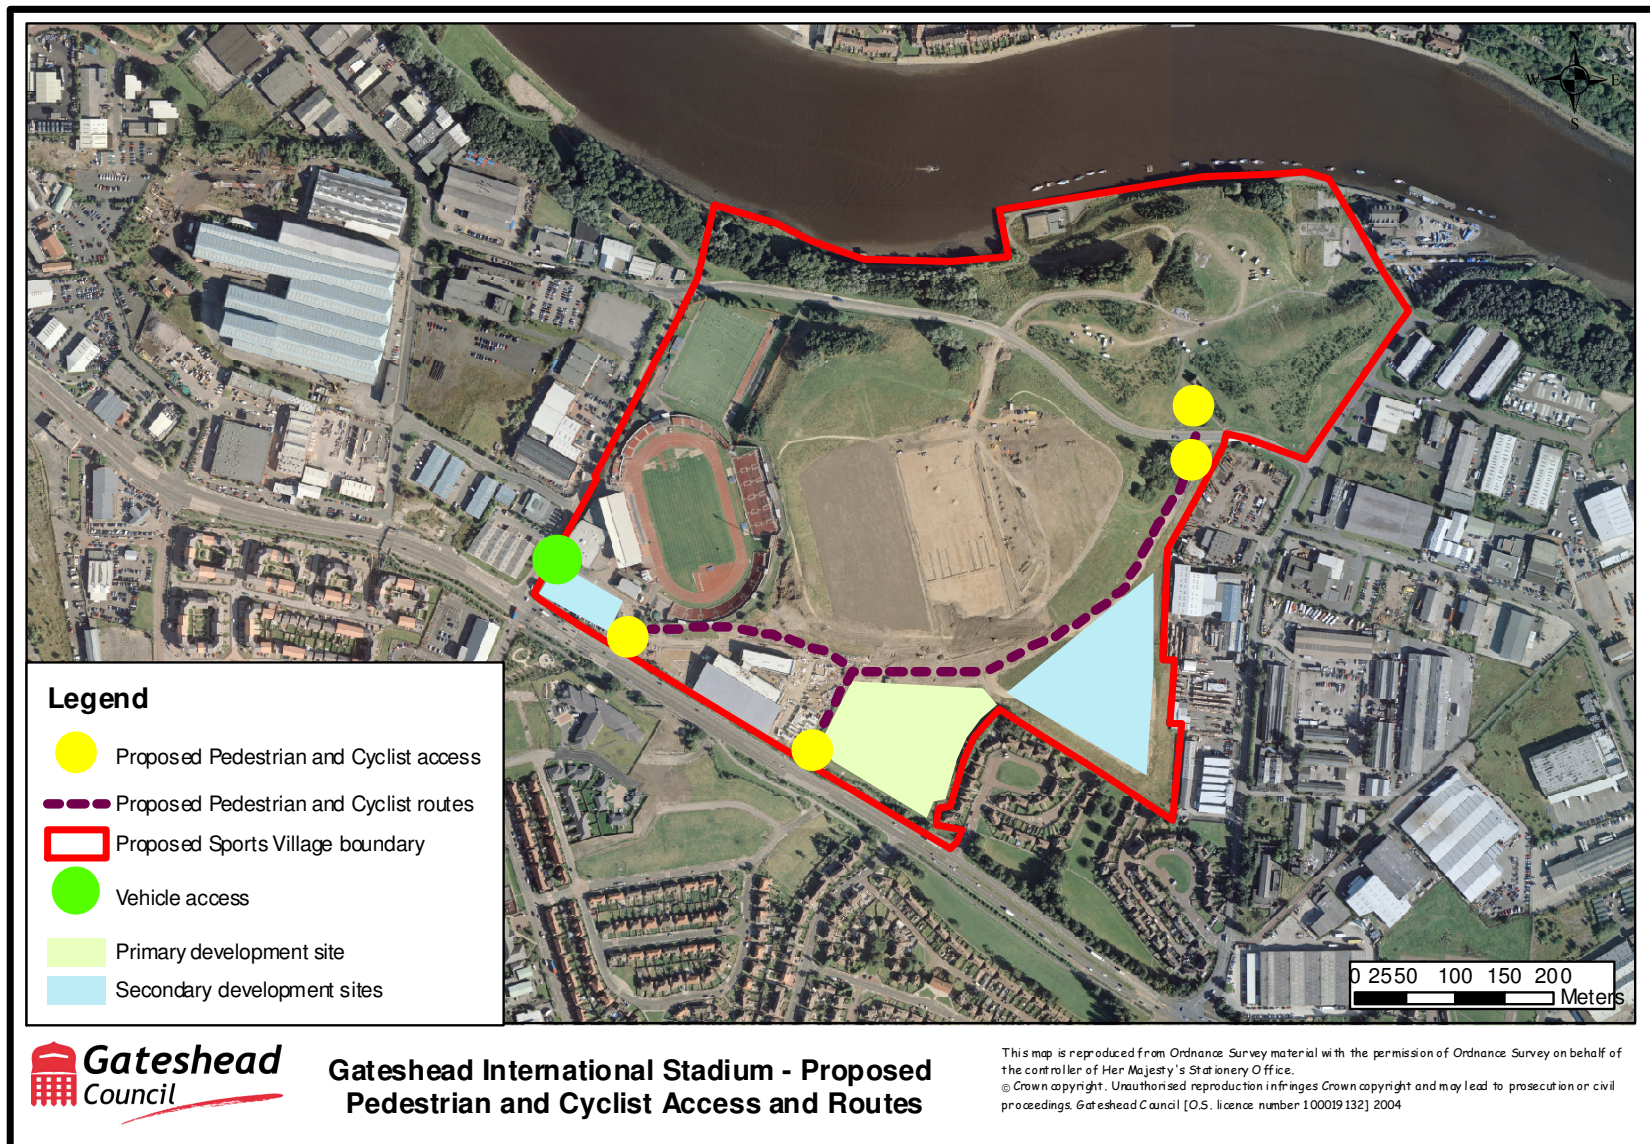 N
W E
S
Legend
Proposed Pedestrian and Cyclist access
Proposed Pedestrian and Cyclist routes
Proposed Sports Village boundary
Vehicle access
Primary development site
Secondary development sites
0 25 50 100 150 200
Meters
Gateshead
Council
Gateshead International Stadium - Proposed
Pedestrian and Cyclist Access and Routes
This map is reproduced from Ordnance Survey material with the permission of Ordnance Survey on behalf of
the controller of Her Majesty's Stationery Office.
© Crown copyright. Unauthorised reproduction infringes Crown copyright and may lead to prosecution or civil
proceedings. Gateshead Council [O.S. licence number 100019132] 2004